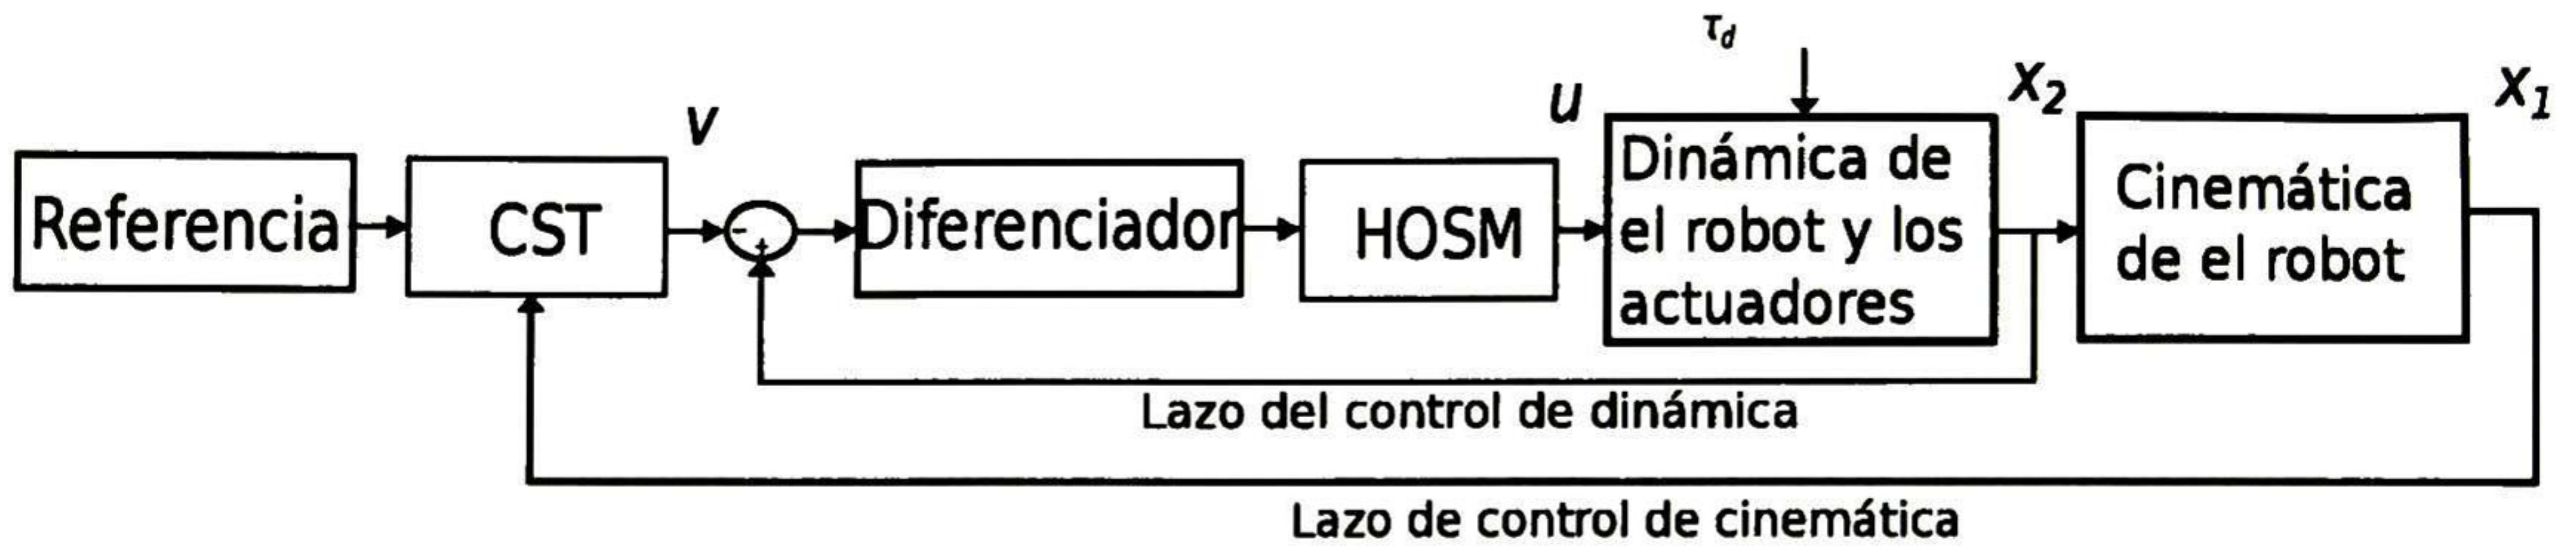 τd
v
u
X2
X1
Referencia
CST
- +
Diferenciador
HOSM
Dinámica de
el robot y los
actuadores
Cinemática
de el robot
Lazo del control de dinámica
Lazo de control de cinemática